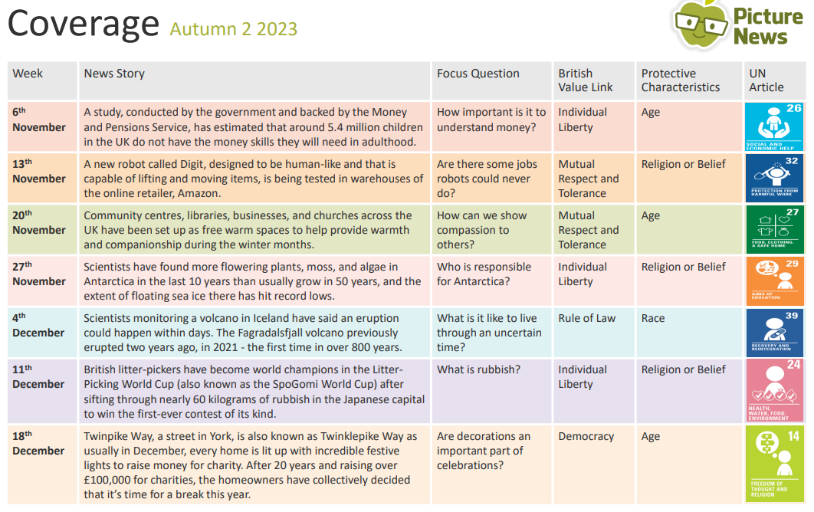 Coverage Autumn 2 2023
Picture
News
Week News Story Focus Question British Protective UN
Value Link Characteristics Article
6th A study, conducted by the government and backed by the Money How important is it to Individual Age 26
November and Pensions Service, has estimated that around 5.4 million children understand money? Liberty
in the UK do not have the money skills they will need in adulthood.
SOCIAL AND
ECONOMIC HELP
13th A new robot called Digit, designed to be human-like and that is Are there some jobs Mutual Religion or Belief 32
November capable of lifting and moving items, is being tested in warehouses of robots could never Respect and
the online retailer, Amazon. do? Tolerance
PROTECTION FROM
HARMFUL WORK
20th Community centres, libraries, businesses, and churches across the How can we show Mutual Age 27
November UK have been set up as free warm spaces to help provide warmth compassion to Respect and
and companionship during the winter months. others? Tolerance
FOOD, CLOTHING,
A SAFE HOME
27th Scientists have found more flowering plants, moss, and algae in Who is responsible Individual Religion or Belief 29
November Antarctica in the last 10 years than usually grow in 50 years, and the for Antarctica? Liberty
extent of floating sea ice there has hit record lows.
AIMS OF
EDUCATION
4th Scientists monitoring a volcano in Iceland have said an eruption What is it like to live Rule of Law Race 39
December could happen within days. The Fagradalsfjall volcano previously through an uncertain
erupted two years ago, in 2021 - the first time in over 800 years. time?
RECOVERY AND
REINTEGRATION
11th British litter-pickers have become world champions in the Litter- What is rubbish? Individual Religion or Belief 24
December Picking World Cup (also known as the SpoGomi World Cup) after Liberty
sifting through nearly 60 kilograms of rubbish in the Japanese capital
to win the first-ever contest of its kind.
HEALTH,
WATER, FOOD,
ENVIRONMENT
18th Twinpike Way, a street in York, is also known as Twinklepike Way as Are decorations an Democracy Age 14
December usually in December, every home is lit up with incredible festive important part of
lights to raise money for charity. After 20 years and raising over celebrations?
£100,000 for charities, the homeowners have collectively decided
that it's time for a break this year.
FREEDOM OF
THOUGHT AND
RELIGION